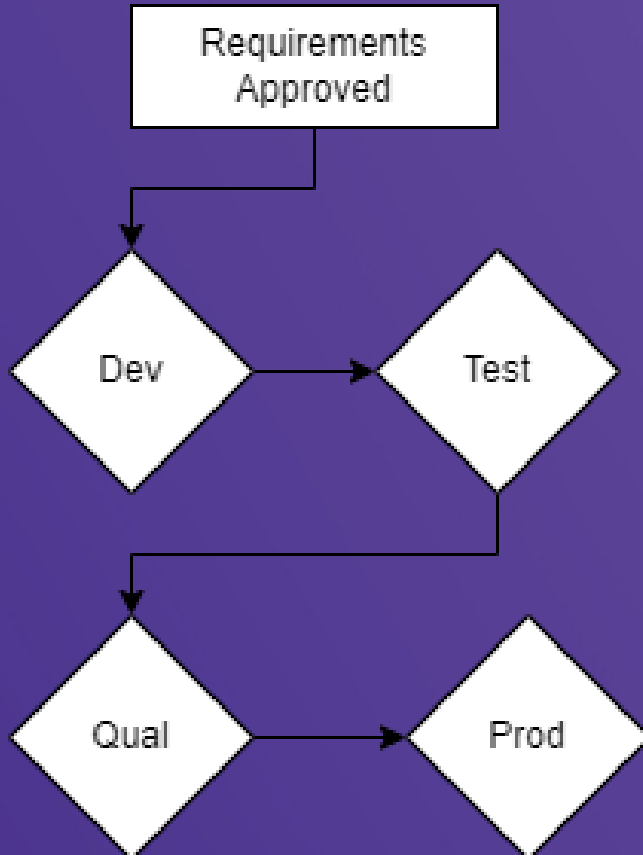 Requirements
Approved
Dev
Test
Qual
Prod